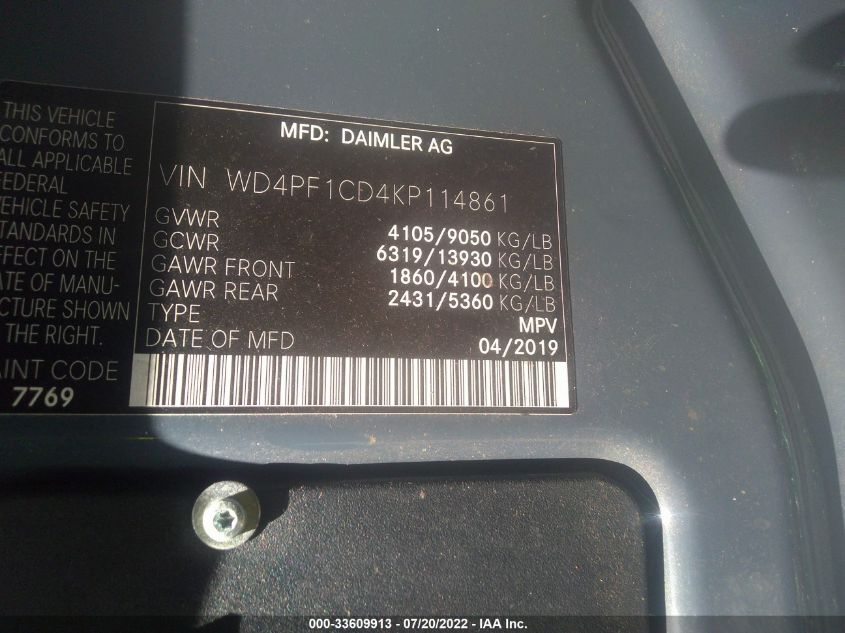 THIS VEHICLE
CONFORMS TO
ALL APPLICABLE
FEDERAL
VEHICLE SAFETY
STANDARDS IN
EFFECT ON THE
DATE OF MANU-
FACTURE SHOWN
THE RIGHT.
PAINT CODE
7769
MFD: DAIMLER AG
VIN WD4PF1CD4KP114861
GVWR 4105/9050 KG/LB
GCWR 6319/13930 KG/LB
GAWR FRONT 1860/4100 KG/LB
GAWR REAR 2431/5360 KG/LB
TYPE MPV
DATE OF MFD 04/2019
000-33609913 - 07/20/2022 - IAA Inc.